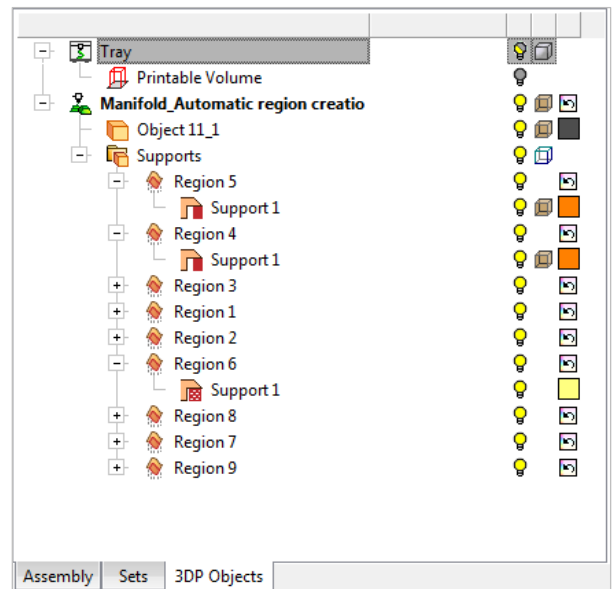 Tray
Printable Volume
Manifold_Automatic region creatio
Object 11_1
Supports
Region 5
Support 1
Region 4
Support 1
Region 3
Region 1
Region 2
Region 6
Support 1
Region 8
Region 7
Region 9
Assembly Sets 3DP Objects